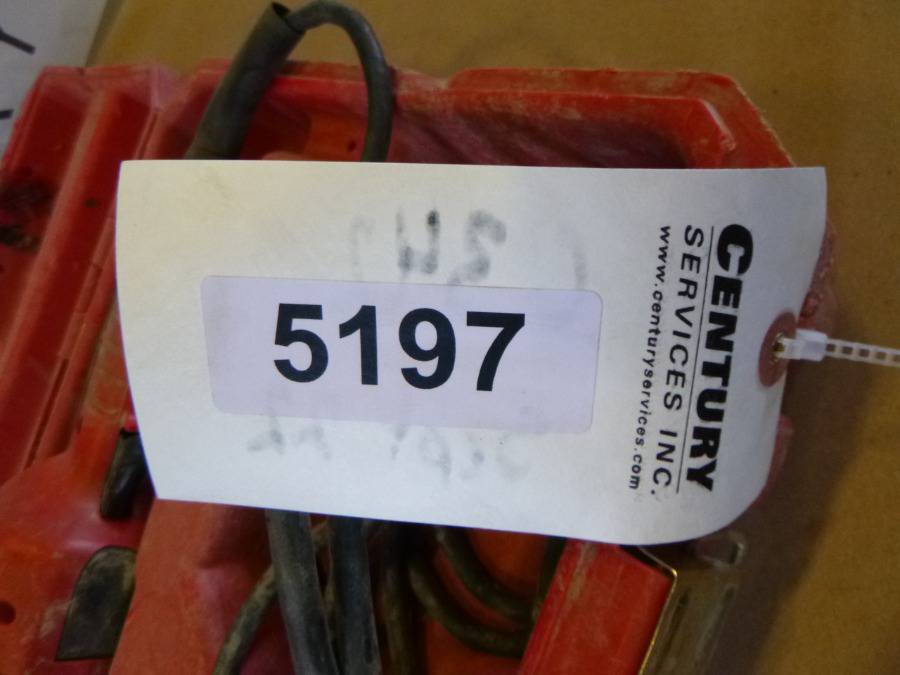 5197
CENTURY
SERVICES INC.
www.centuryservices.com